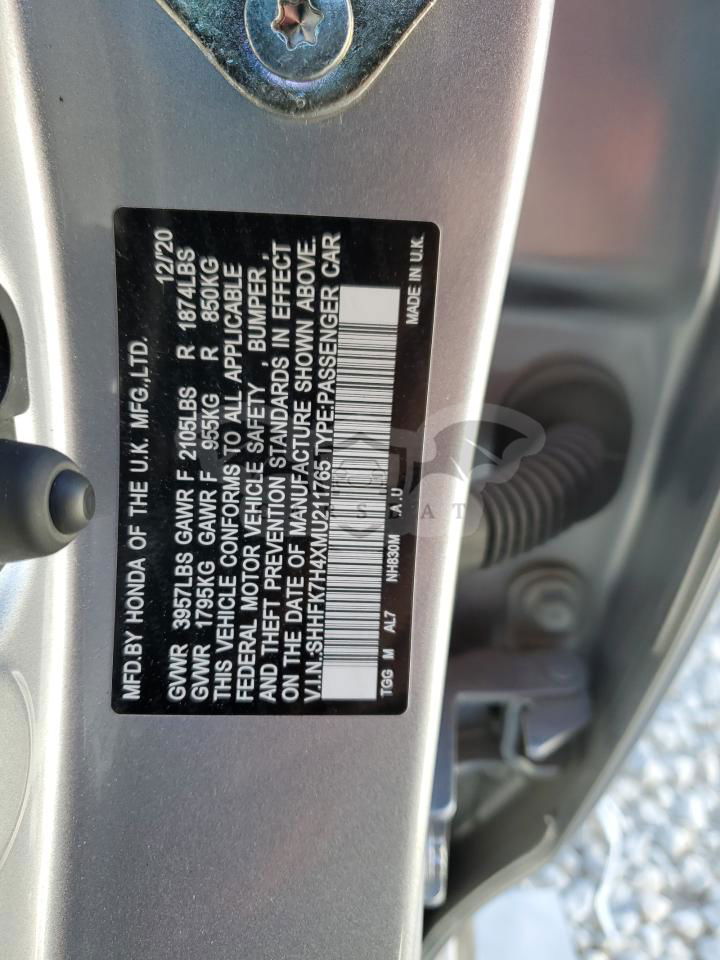 MFD.BY HONDA OF THE U.K. MFG.,LTD. 12/'20
GVWR 3957LBS GAWR F 2105LBS R 1874LBS
GVWR 1795KG GAWR F 955KG R 850KG
THIS VEHICLE CONFORMS TO ALL APPLICABLE
FEDERAL MOTOR VEHICLE SAFETY, BUMPER,
AND THEFT PREVENTION STANDARDS IN EFFECT
ON THE DATE OF MANUFACTURE SHOWN ABOVE.
V.I.N.:SHHFK7H4XMU211765 TYPE:PASSENGER CAR
TGG M AL7 NH830M A U MADE IN U.K.